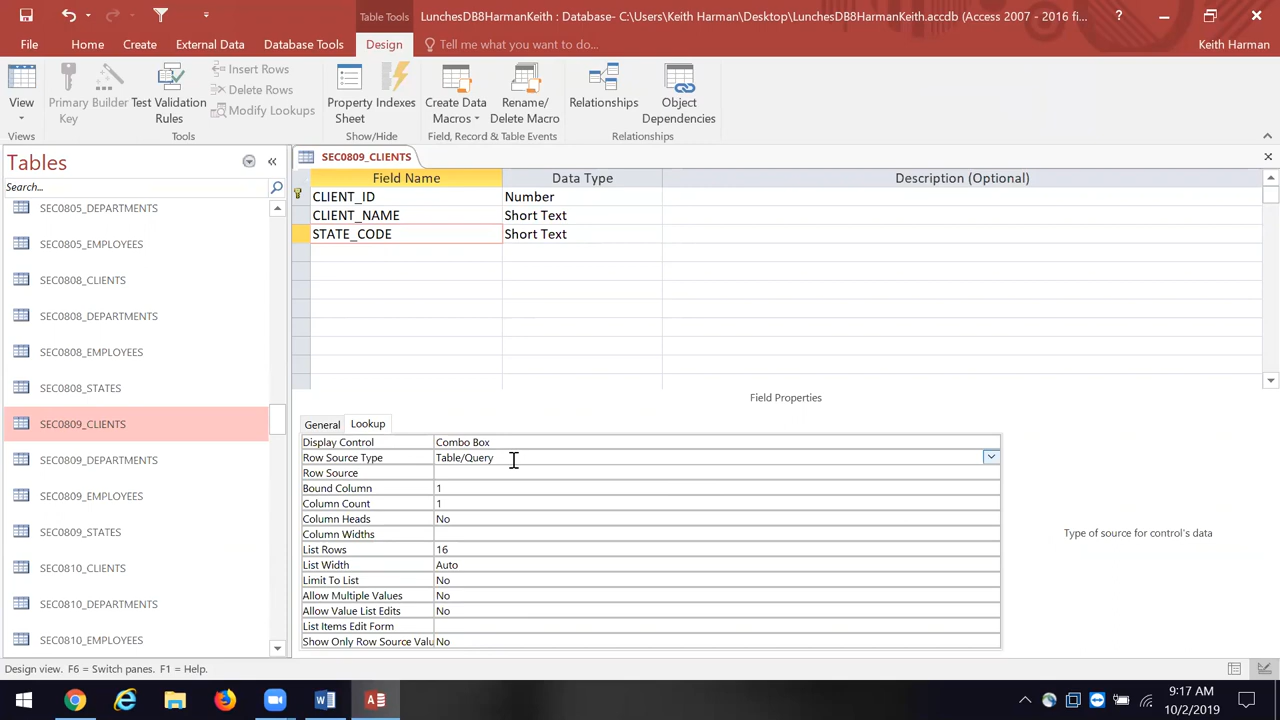 Table Tools
LunchesDB8HarmanKeith : Database- C:\Users\Keith Harman\Desktop\LunchesDB8HarmanKeith.accdb (Access 2007 - 2016 fi...
?
File
Home
Create
External Data
Database Tools
Design
Tell me what you want to do...
Keith Harman
View
Primary Key
Builder
Test Validation Rules
Insert Rows
Delete Rows
Modify Lookups
Property Sheet
Indexes
Create Data Macros
Rename/ Delete Macro
Relationships
Object Dependencies
Views
Tools
Show/Hide
Field, Record & Table Events
Relationships
Tables
Search...
SEC0805_DEPARTMENTS
SEC0805_EMPLOYEES
SEC0808_CLIENTS
SEC0808_DEPARTMENTS
SEC0808_EMPLOYEES
SEC0808_STATES
SEC0809_CLIENTS
SEC0809_DEPARTMENTS
SEC0809_EMPLOYEES
SEC0809_STATES
SEC0810_CLIENTS
SEC0810_DEPARTMENTS
SEC0810_EMPLOYEES
SEC0809_CLIENTS
Field Name Data Type Description (Optional)
CLIENT_ID Number
CLIENT_NAME Short Text
STATE_CODE Short Text
Field Properties
General Lookup
Display Control Combo Box
Row Source Type Table/Query
Row Source
Bound Column 1
Column Count 1
Column Heads No
Column Widths
List Rows 16
List Width Auto
Limit To List No
Allow Multiple Values No
Allow Value List Edits No
List Items Edit Form
Show Only Row Source Valu No
Type of source for control's data
Design view. F6 = Switch panes. F1 = Help.
9:17 AM
10/2/2019